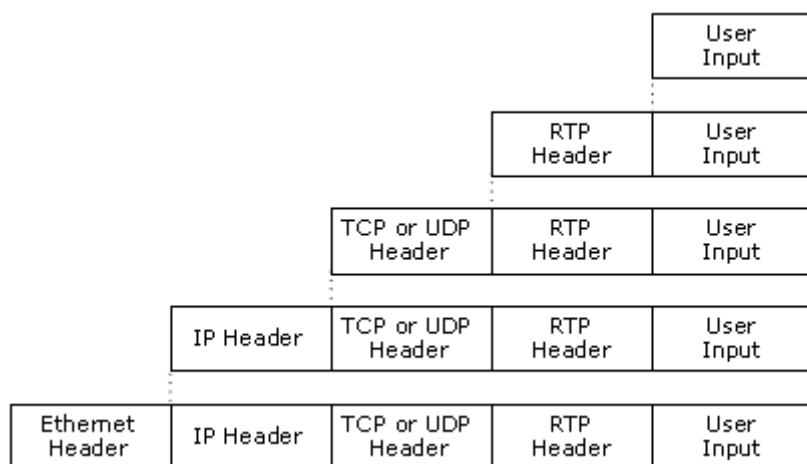 User
Input
RTP
Header
User
Input
TCP or UDP
Header
RTP
Header
User
Input
IP Header
TCP or UDP
Header
RTP
Header
User
Input
Ethernet
Header
IP Header
TCP or UDP
Header
RTP
Header
User
Input